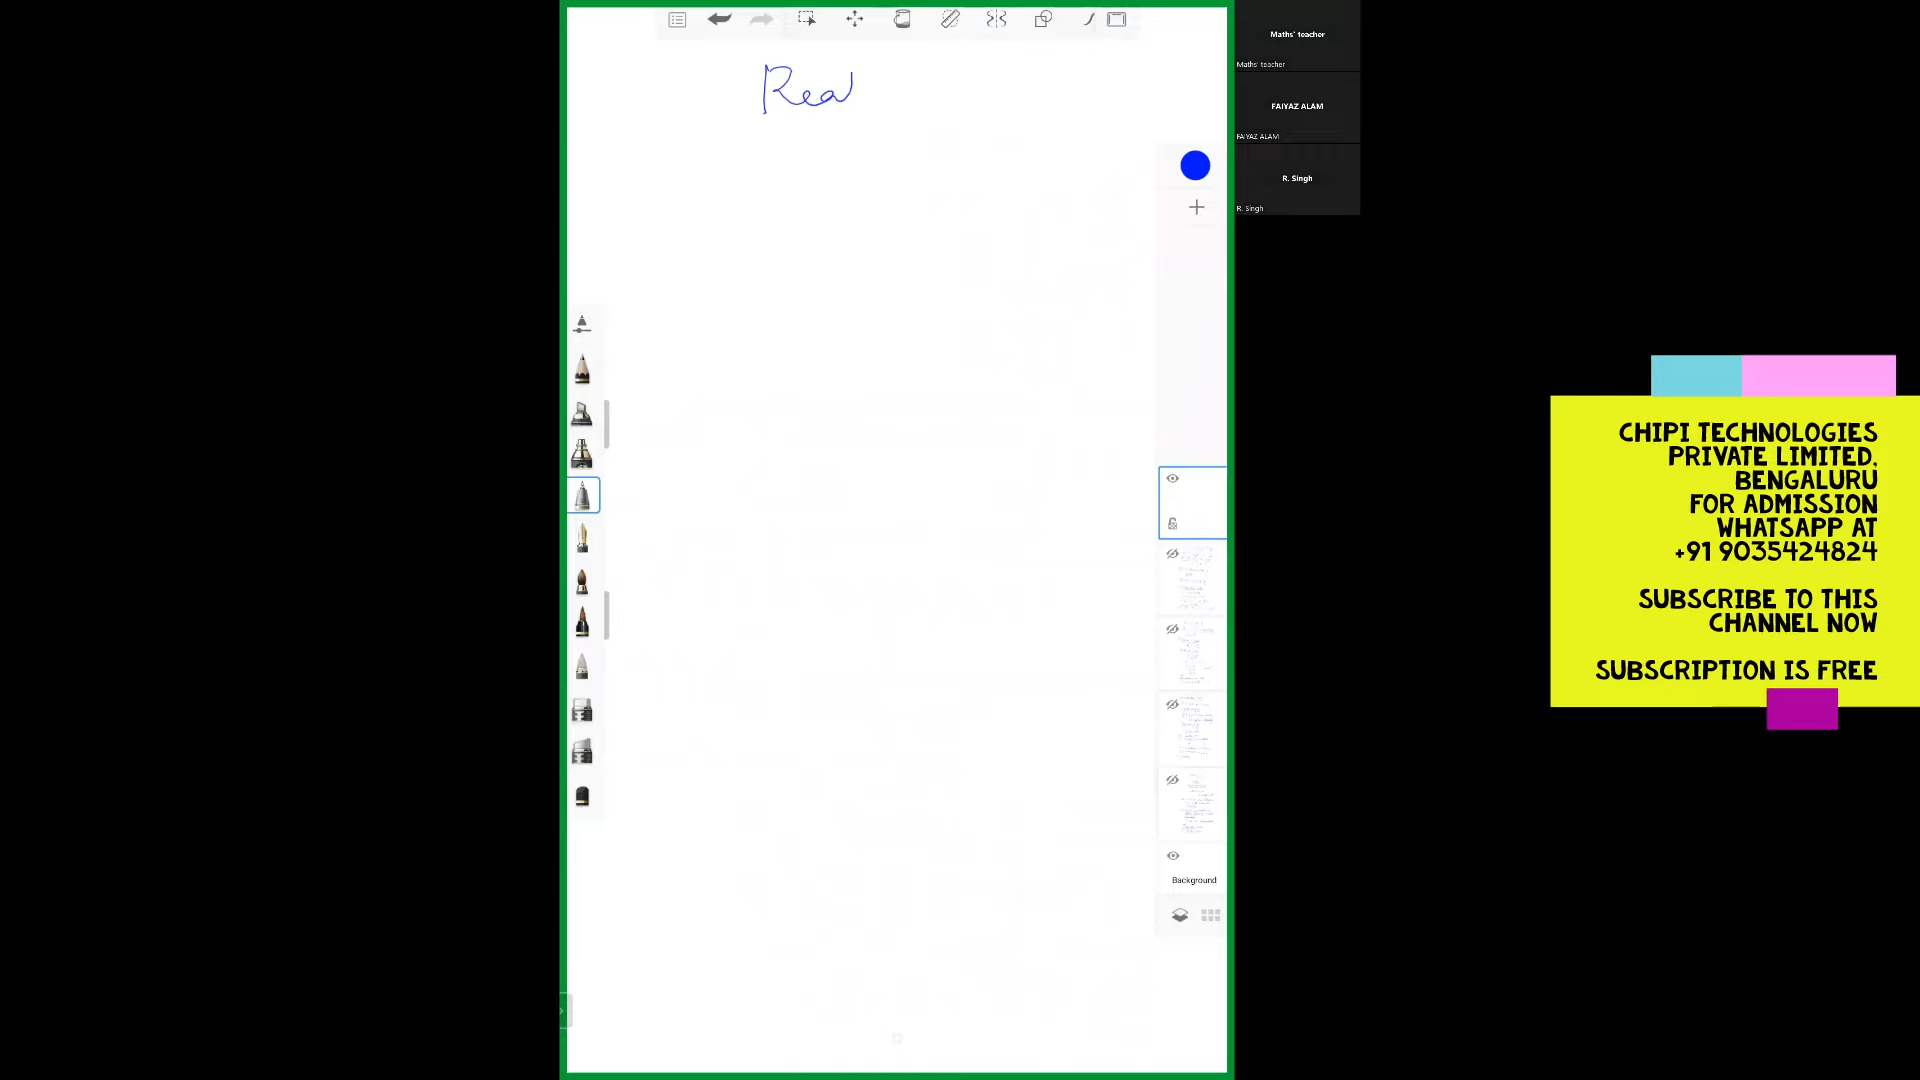 Rea
Maths' teacher
Maths' teacher
FAIYAZ ALAM
FAIYAZ ALAM
R. Singh
R. Singh
Background
CHIPI TECHNOLOGIES
PRIVATE LIMITED,
BENGALURU
FOR ADMISSION
WHATSAPP AT
+91 9035424824
SUBSCRIBE TO THIS
CHANNEL NOW
SUBSCRIPTION IS FREE